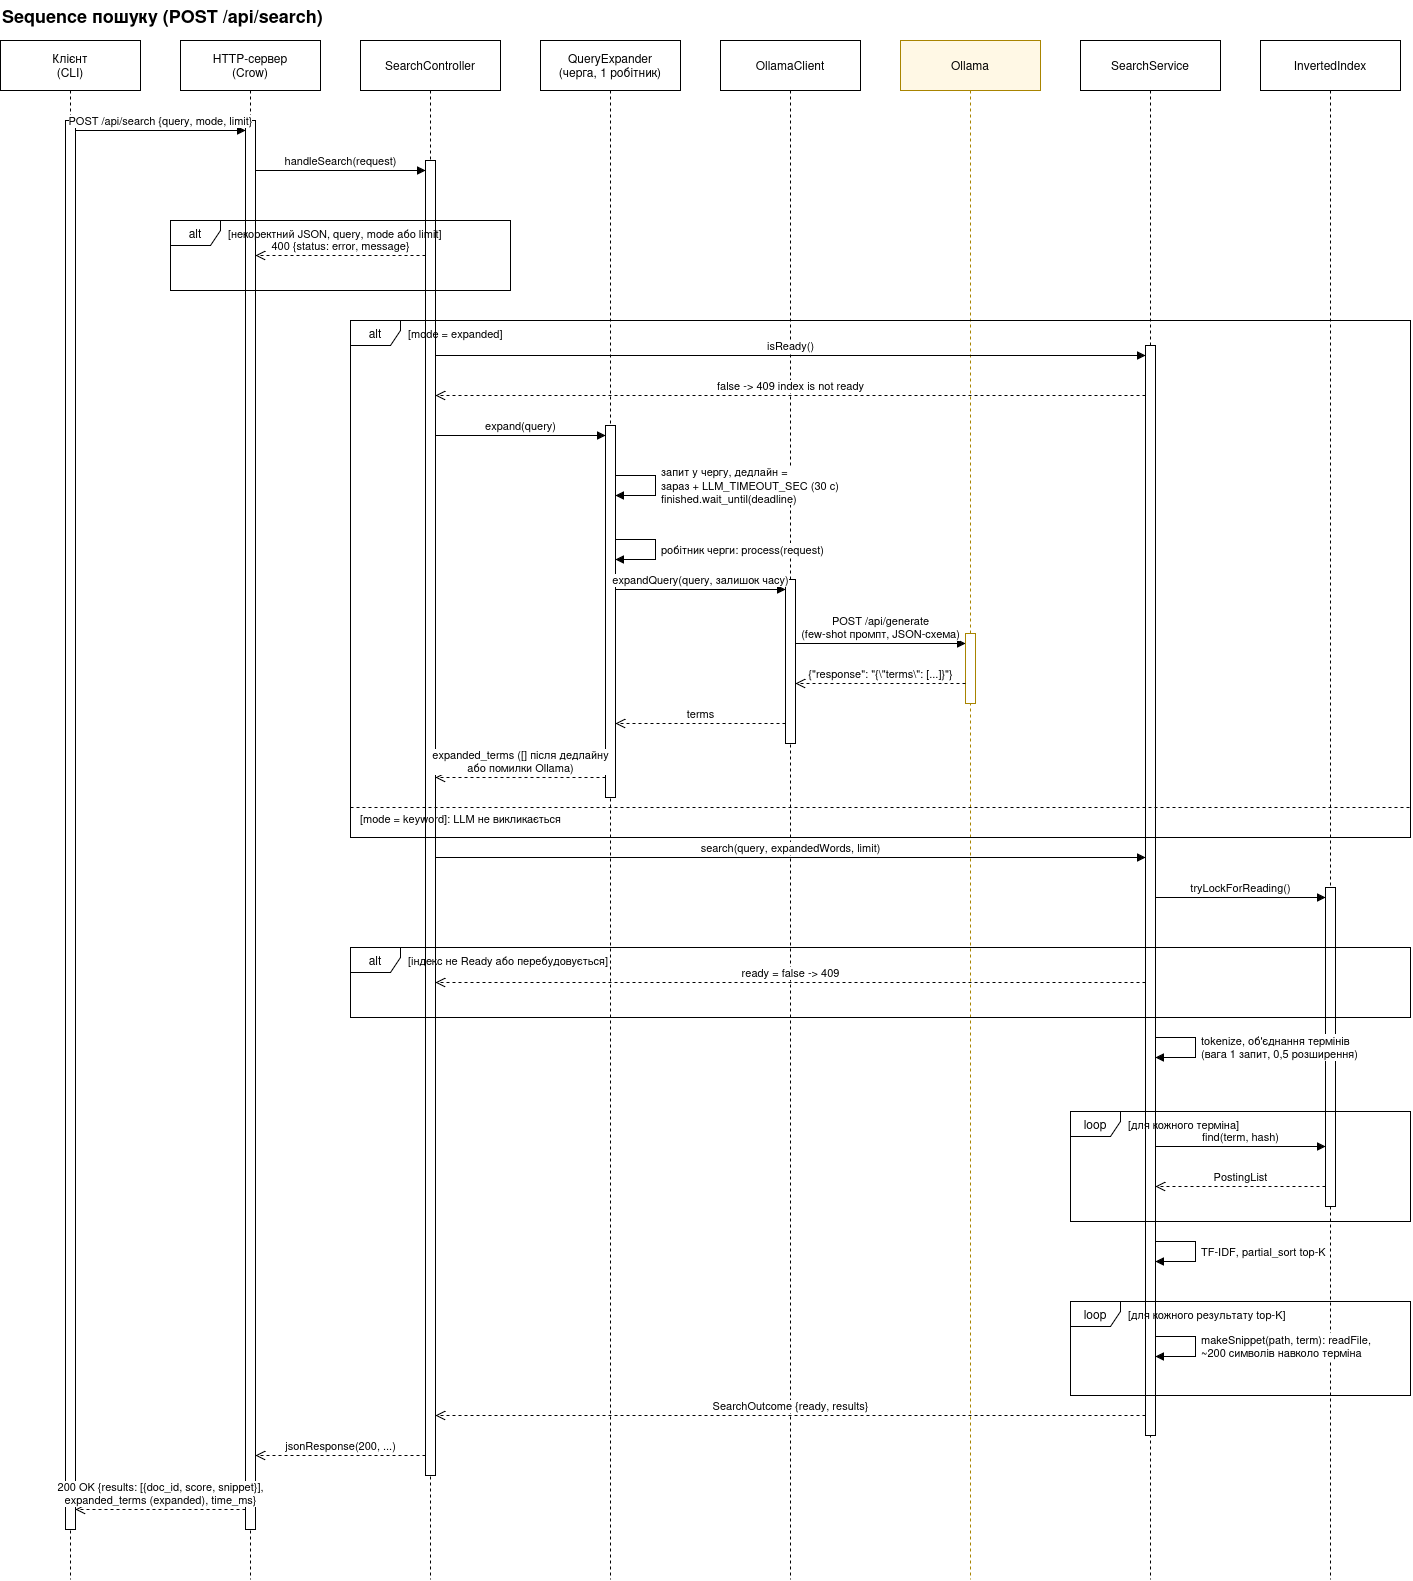 Sequence пошуку (POST /api/search)
Клієнт
(CLI)
HTTP-сервер
(Crow)
SearchController
QueryExpander
(черга, 1 робітник)
OllamaClient
Ollama
SearchService
InvertedIndex
POST /api/search {query, mode, limit}
handleSearch(request)
alt
[некоректний JSON, query, mode або limit]
400 {status: error, message}
alt
[mode = expanded]
isReady()
false -> 409 index is not ready
expand(query)
запит у чергу, дедлайн =
зараз + LLM_TIMEOUT_SEC (30 с)
finished.wait_until(deadline)
робітник черги: process(request)
expandQuery(query, залишок часу)
POST /api/generate
(few-shot промпт, JSON-схема)
{"response": "{\"terms\": [...]}"}
terms
expanded_terms ([] після дедлайну
або помилки Ollama)
[mode = keyword]: LLM не викликається
search(query, expandedWords, limit)
tryLockForReading()
alt
[індекс не Ready або перебудовується]
ready = false -> 409
tokenize, об'єднання термінів
(вага 1 запит, 0,5 розширення)
loop
[для кожного терміна]
find(term, hash)
PostingList
TF-IDF, partial_sort top-K
loop
[для кожного результату top-K]
makeSnippet(path, term): readFile,
~200 символів навколо терміна
SearchOutcome {ready, results}
jsonResponse(200, ...)
200 OK {results: [{doc_id, score, snippet}],
expanded_terms (expanded), time_ms}